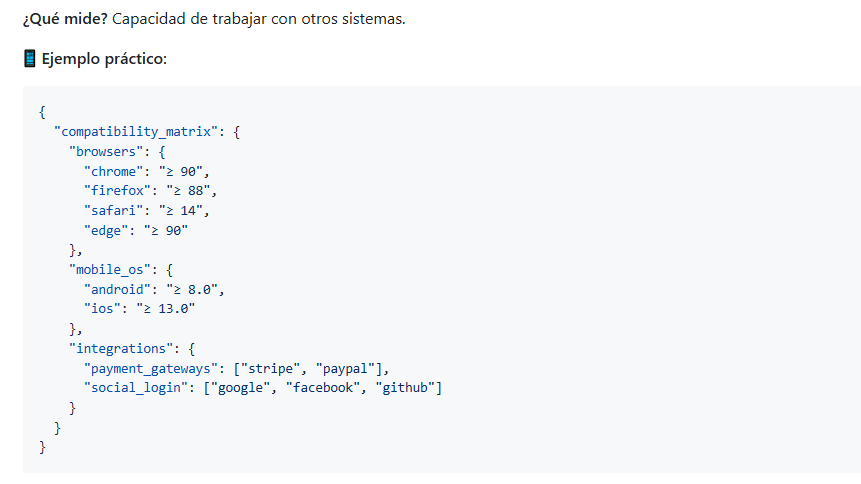 ¿Qué mide? Capacidad de trabajar con otros sistemas.
📱 Ejemplo práctico:
{
  "compatibility_matrix": {
    "browsers": {
      "chrome": "≥ 90",
      "firefox": "≥ 88",
      "safari": "≥ 14",
      "edge": "≥ 90"
    },
    "mobile_os": {
      "android": "≥ 8.0",
      "ios": "≥ 13.0"
    },
    "integrations": {
      "payment_gateways": ["stripe", "paypal"],
      "social_login": ["google", "facebook", "github"]
    }
  }
}